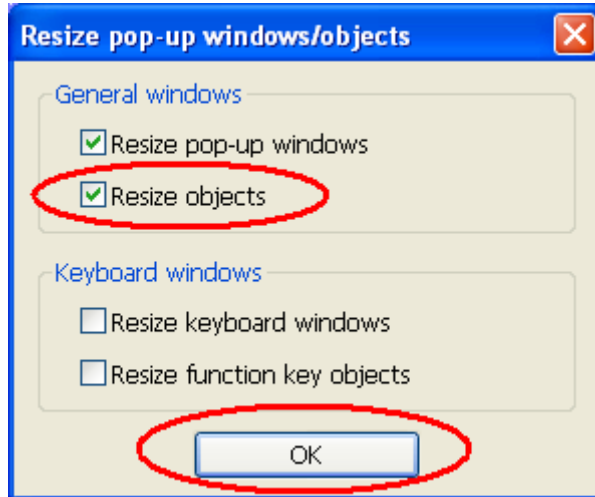 Resize pop-up windows/objects
General windows
Resize pop-up windows
Resize objects
Keyboard windows
Resize keyboard windows
Resize function key objects
OK